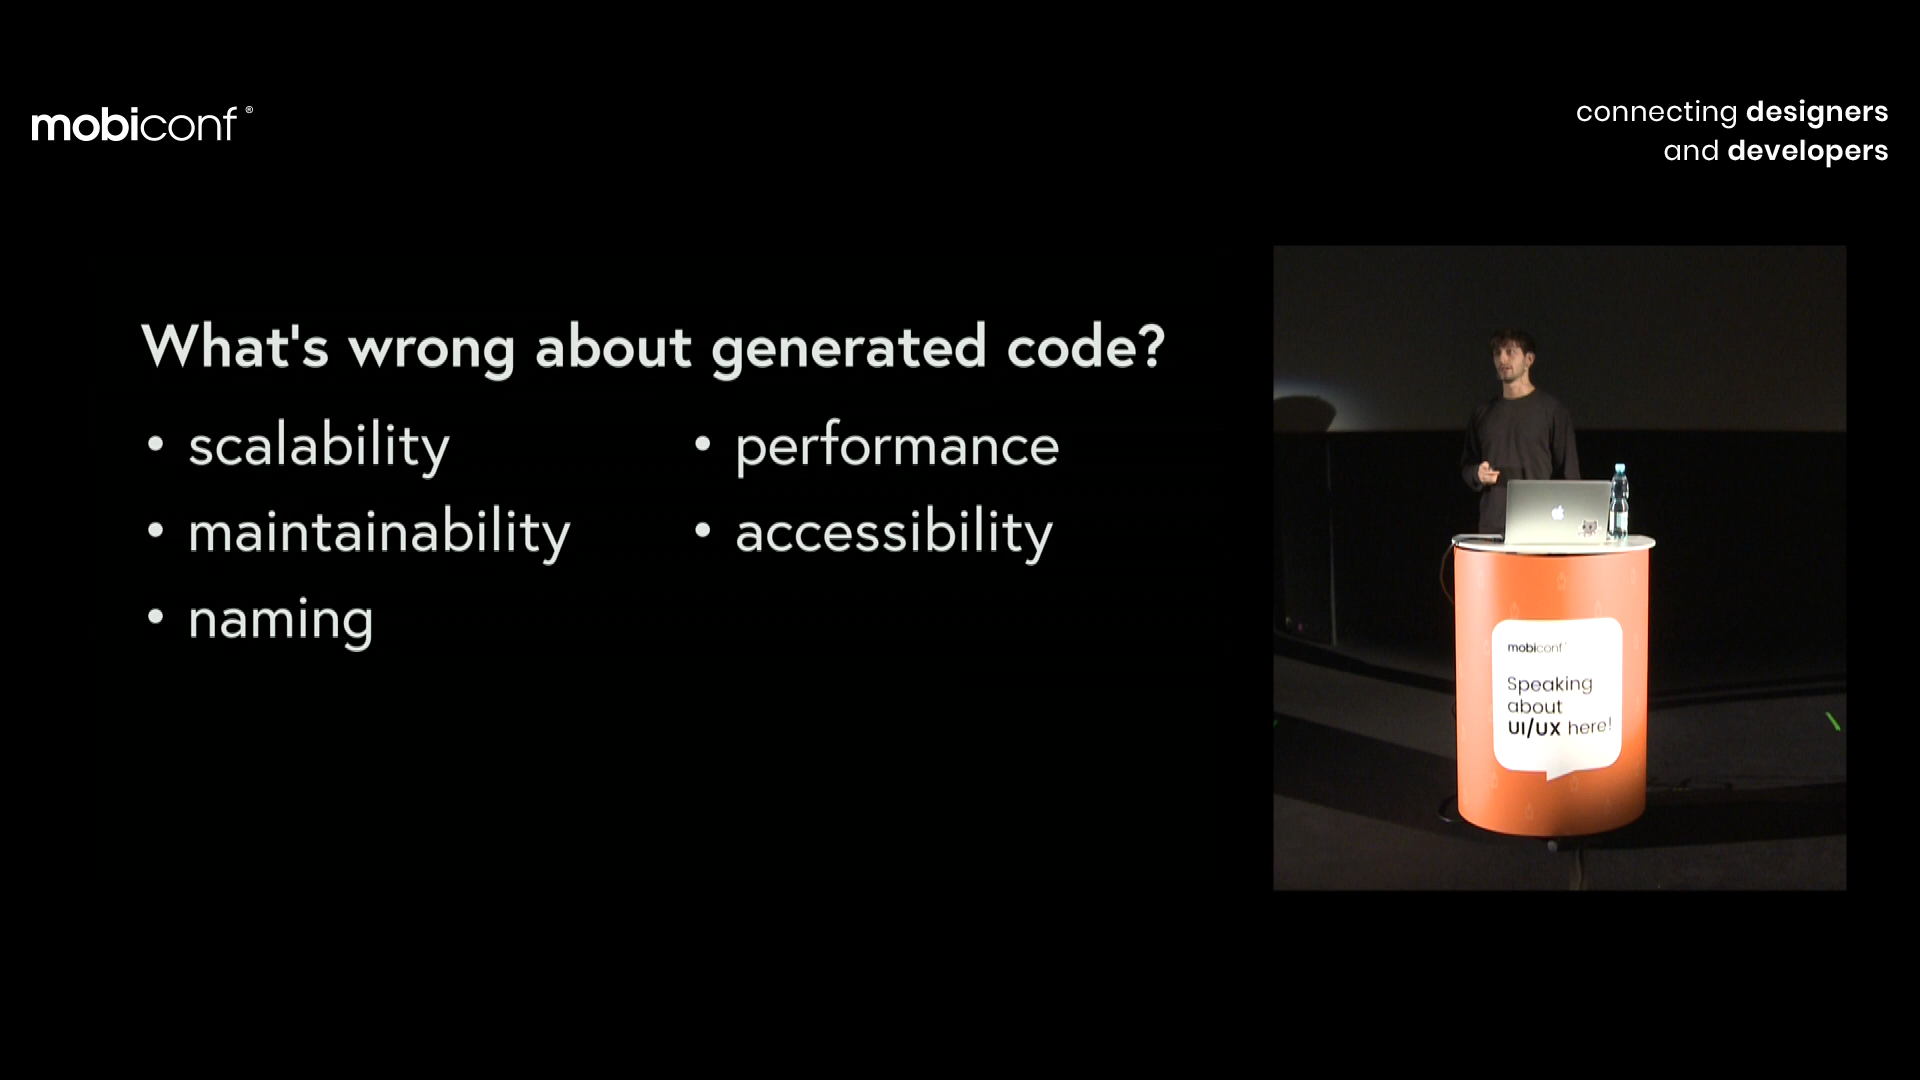 mobiconf®
connecting designers
and developers
What's wrong about generated code?
• scalability
• maintainability
• naming
• performance
• accessibility
mobiconf
Speaking
about
UI/UX here!